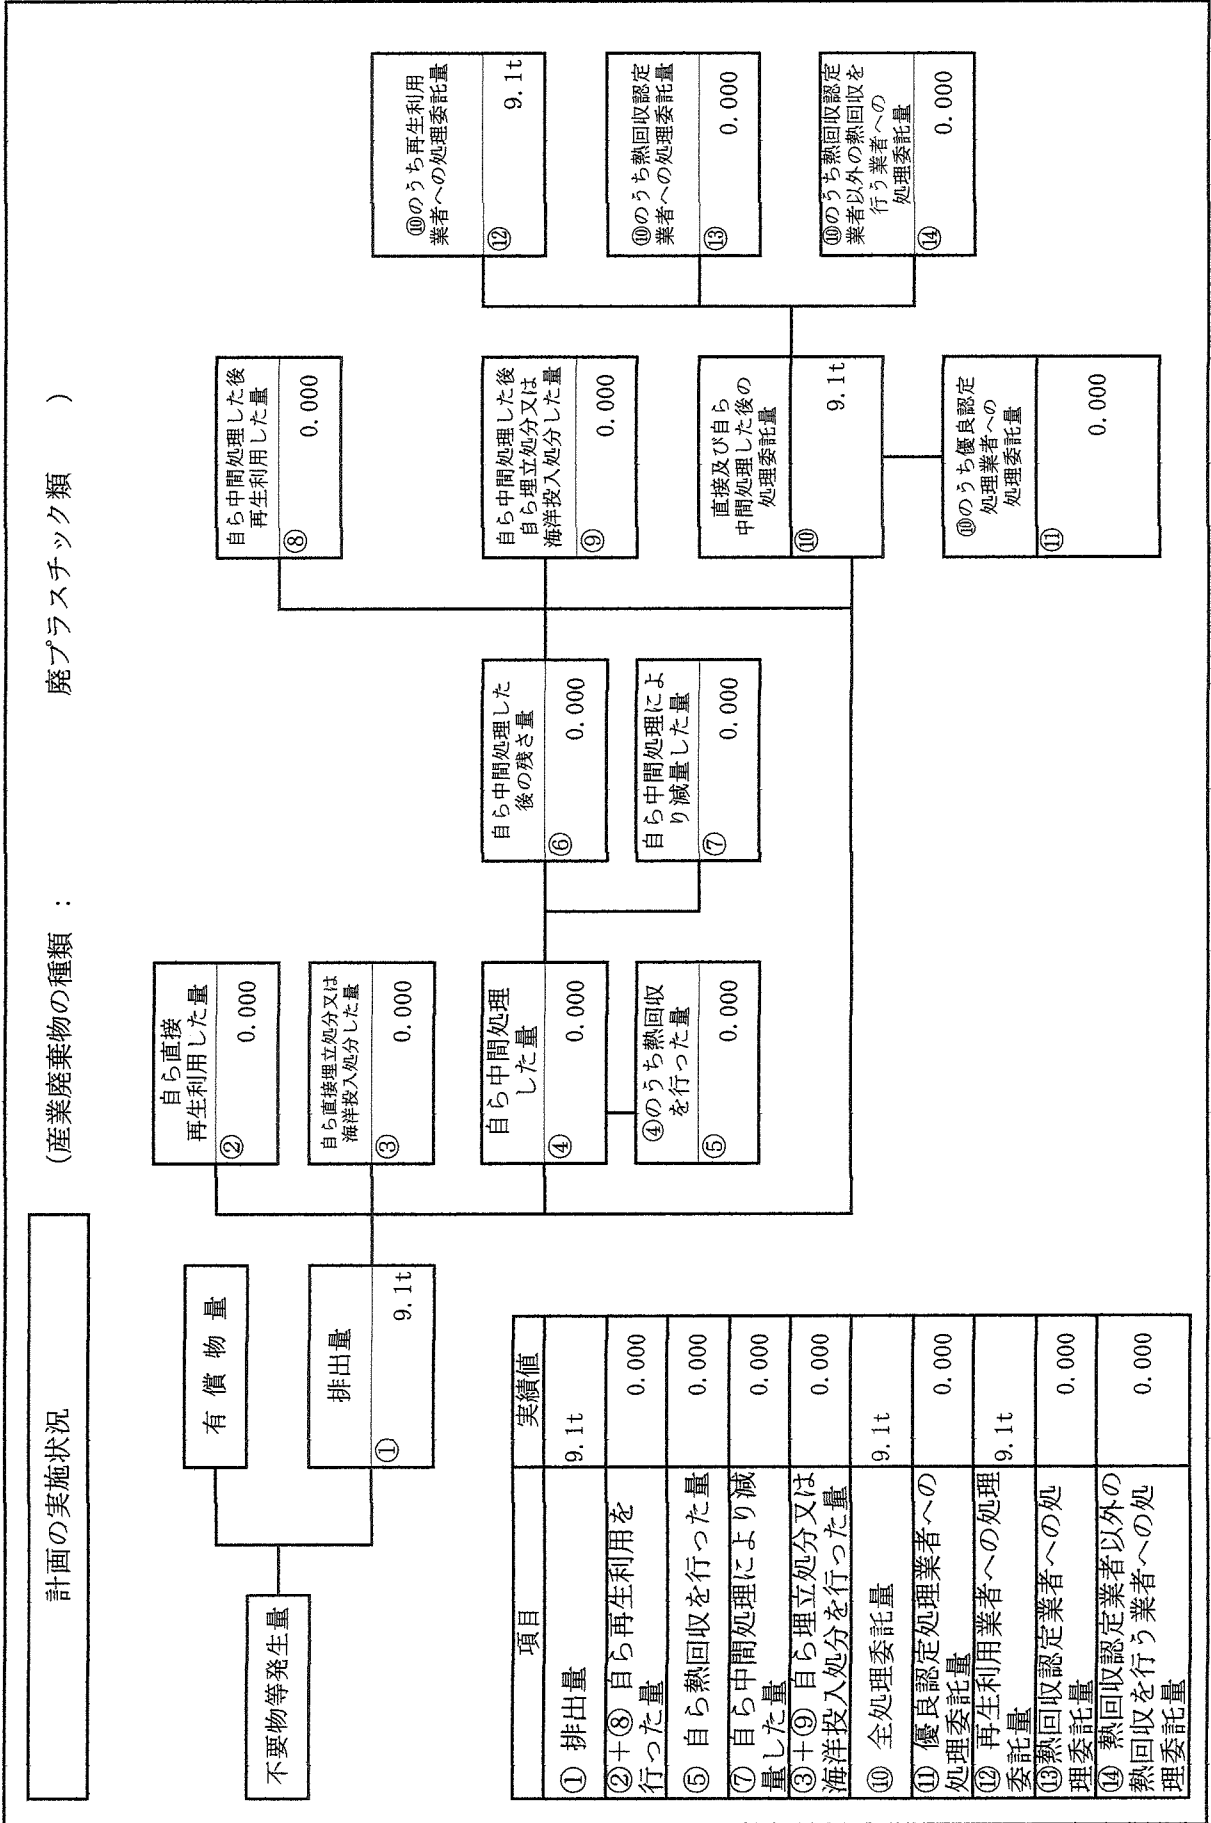 計画の実施状況
(産業廃棄物の種類 : 廃プラスチック類 )
不要物等発生量
有 償 物 量
排出量
① 9.1t
自ら直接
再生利用した量
② 0.000
自ら直接埋立処分又は
海洋投入処分した量
③ 0.000
自ら中間処理
した量
④ 0.000
④のうち熱回収
を行った量
⑤ 0.000
自ら中間処理した
後の残さ量
⑥ 0.000
自ら中間処理によ
り減量した量
⑦ 0.000
自ら中間処理した後
再生利用した量
⑧ 0.000
自ら中間処理した後
自ら埋立処分又は
海洋投入処分した量
⑨ 0.000
直接及び自ら
中間処理した後の
処理委託量
⑩ 9.1t
⑩のうち優良認定
処理業者への
処理委託量
⑪ 0.000
⑩のうち再生利用
業者への処理委託量
⑫ 9.1t
⑩のうち熱回収認定
業者への処理委託量
⑬ 0.000
⑩のうち熱回収認定
業者以外の熱回収を
行う業者への
処理委託量
⑭ 0.000
項目 実績値
① 排出量 9.1t
②+⑧ 自ら再生利用を
行った量 0.000
⑤ 自ら熱回収を行った量 0.000
⑦ 自ら中間処理により減
量した量 0.000
③+⑨ 自ら埋立処分又は
海洋投入処分を行った量 0.000
⑩ 全処理委託量 9.1t
⑪ 優良認定処理業者への
処理委託量 0.000
⑫ 再生利用業者への処理
委託量 9.1t
⑬熱回収認定業者への処
理委託量 0.000
⑭ 熱回収認定業者以外の
熱回収を行う業者への処
理委託量 0.000